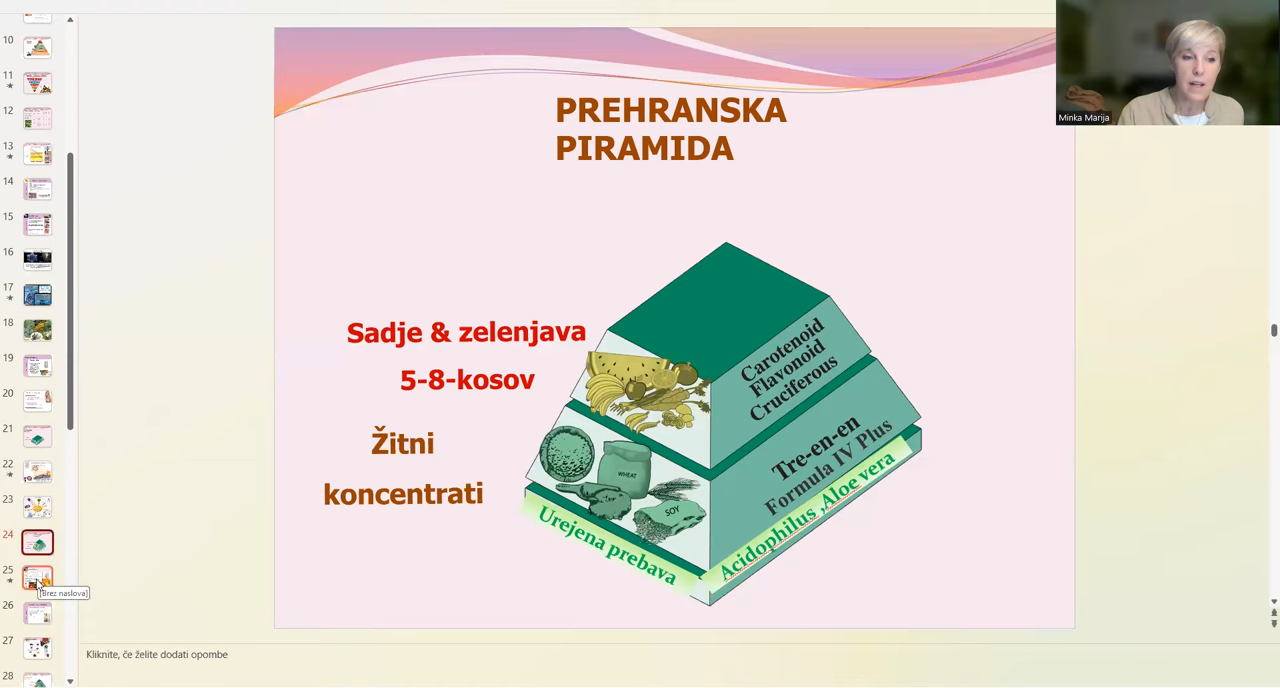 10
11
12
13
14
15
16
17
18
19
20
21
22
23
24
25
26
27
28
[Brez naslova]
PREHRANSKA
PIRAMIDA
Sadje & zelenjava
5-8-kosov
Žitni
koncentrati
Carotenoid
Flavonoid
Cruciferous
WHEAT
SOY
Tre-en-en
Formula IV Plus
Urejena prebava
Acidophilus ,Aloe vera
Minka Marija
Kliknite, če želite dodati opombe